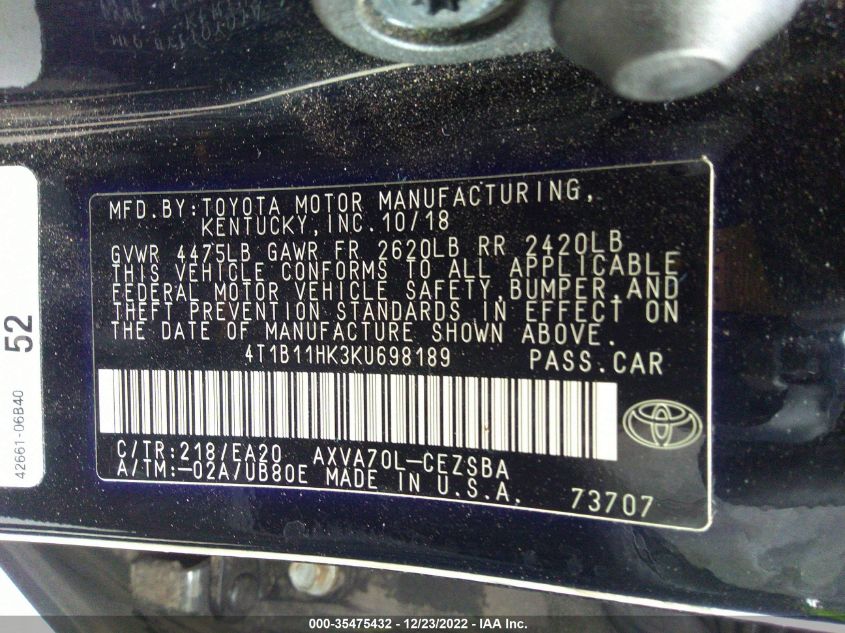 MFD.BY:TOYOTA MOTOR MANUFACTURING,
KENTUCKY,INC.10/18
GVWR 4475LB GAWR FR 2620LB RR 2420LB
THIS VEHICLE CONFORMS TO ALL APPLICABLE
FEDERAL MOTOR VEHICLE SAFETY,BUMPER,AND
THEFT PREVENTION STANDARDS IN EFFECT ON
THE DATE OF MANUFACTURE SHOWN ABOVE.
4T1B11HK3KU698189 PASS.CAR
C/TR:218/EA20 AXVA70L-CEZSBA
A/TM:-02A/UB80E MADE IN U.S.A.
73707
52
42661-06B40
000-35475432 - 12/23/2022 - IAA Inc.